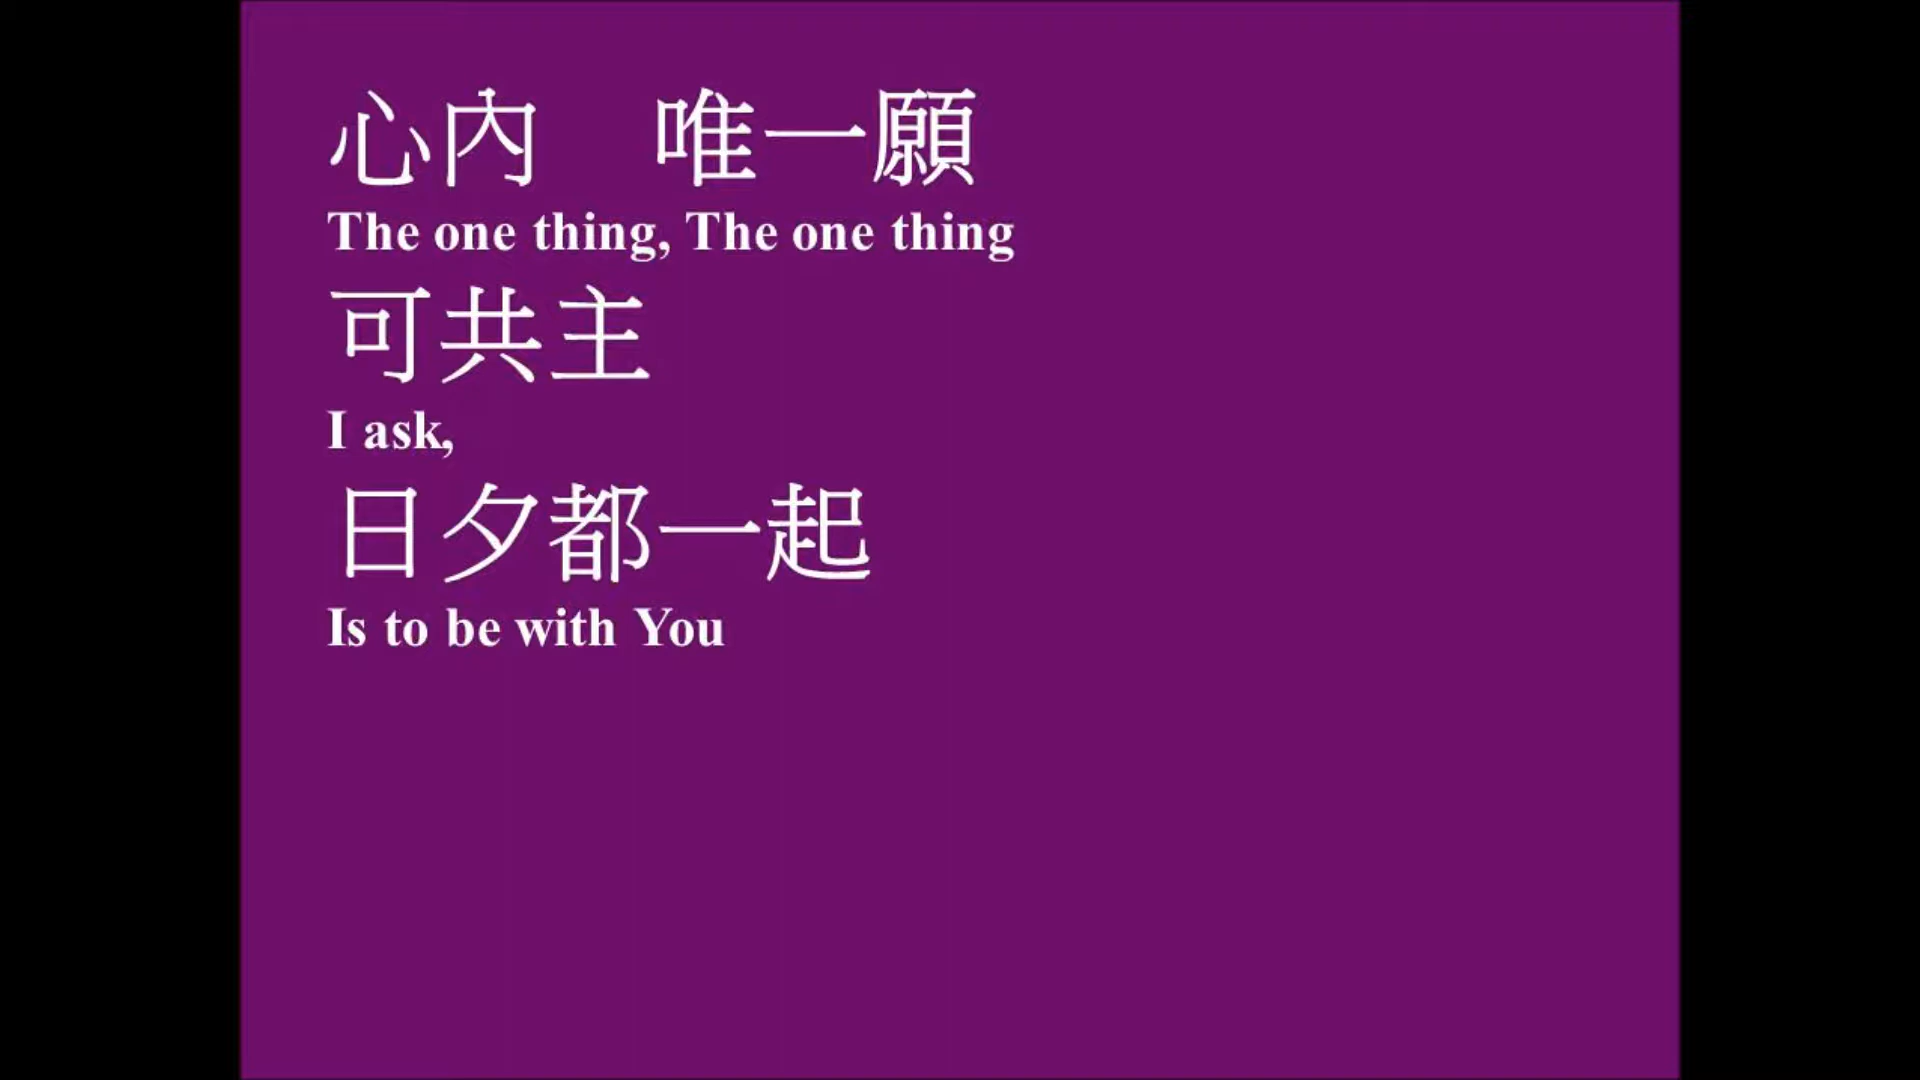 心內　唯一願
The one thing, The one thing
可共主
I ask,
日夕都一起
Is to be with You